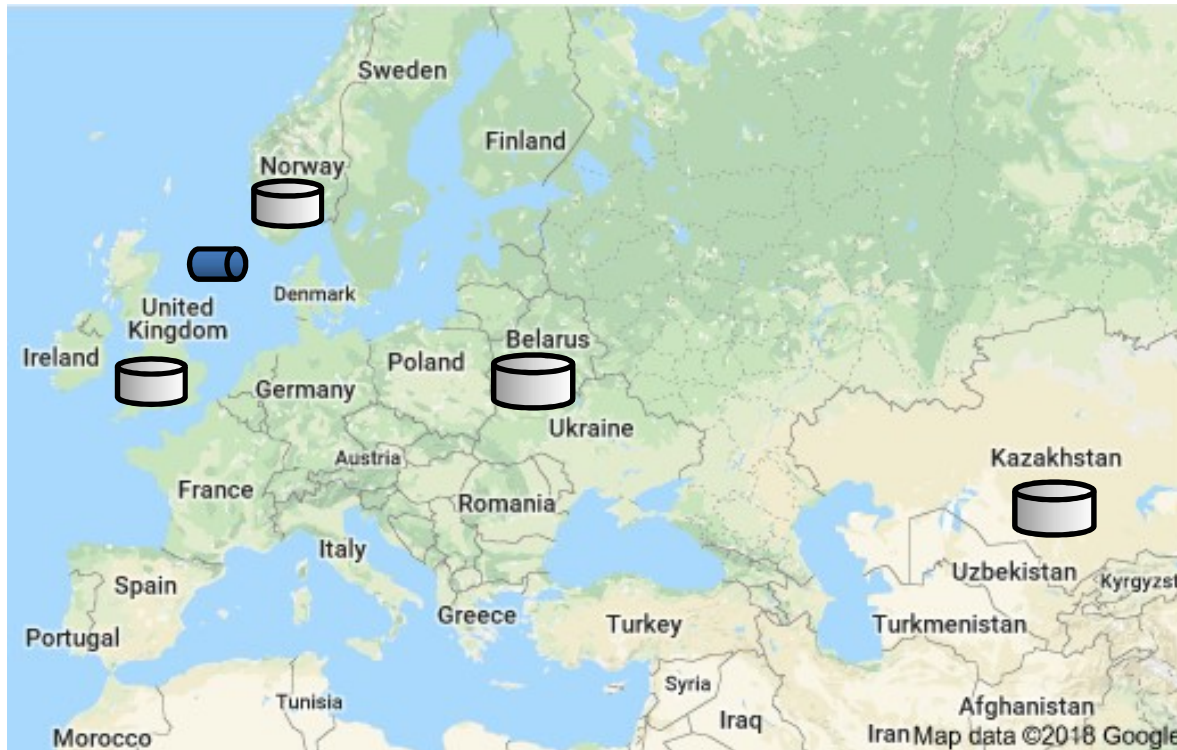 Sweden
Finland
Norway
Denmark
United
Kingdom
Ireland
Belarus
Poland
Germany
Ukraine
Austria
Kazakhstan
France
Romania
Italy
Uzbekistan
Kyrgyzst
Spain
Greece
Turkey
Turkmenistan
Portugal
Syria
Tunisia
Afghanistan
Iraq
Morocco
Iran
Map data ©2018 Google